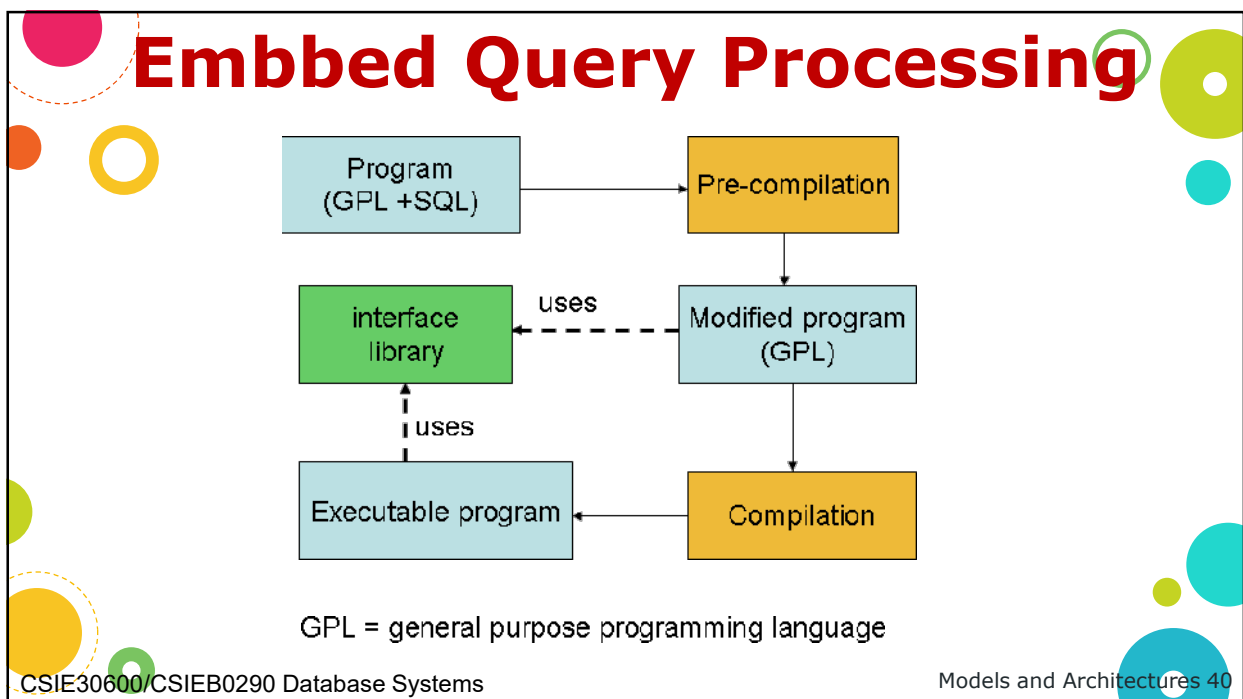 Embbed Query Processing
Program
(GPL +SQL)
Pre-compilation
interface
library
uses
Modified program
(GPL)
uses
Executable program
Compilation
GPL = general purpose programming language
CSIE30600/CSIEB0290 Database Systems
Models and Architectures 40